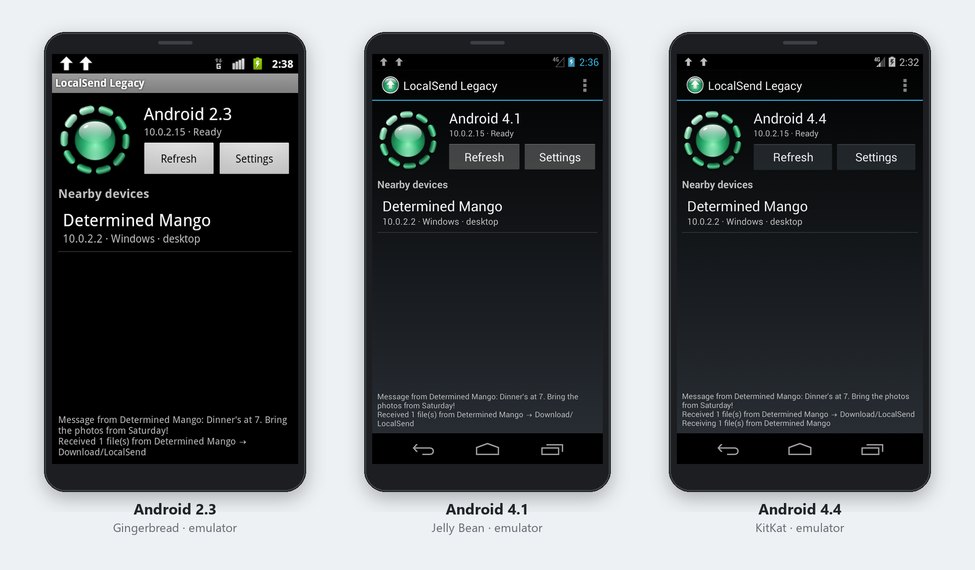 2:38
LocalSend Legacy
Android 2.3
10.0.2.15 · Ready
Refresh
Settings
Nearby devices
Determined Mango
10.0.2.2 · Windows · desktop
Message from Determined Mango: Dinner's at 7. Bring
the photos from Saturday!
Received 1 file(s) from Determined Mango →
Download/LocalSend
Android 2.3
Gingerbread · emulator
4G
2:36
LocalSend Legacy
Android 4.1
10.0.2.15 · Ready
Refresh
Settings
Nearby devices
Determined Mango
10.0.2.2 · Windows · desktop
Message from Determined Mango: Dinner's at 7. Bring the
photos from Saturday!
Received 1 file(s) from Determined Mango → Download/
LocalSend
Android 4.1
Jelly Bean · emulator
4G
2:32
LocalSend Legacy
Android 4.4
10.0.2.15 · Ready
Refresh
Settings
Nearby devices
Determined Mango
10.0.2.2 · Windows · desktop
Message from Determined Mango: Dinner's at 7. Bring the photos
from Saturday!
Received 1 file(s) from Determined Mango → Download/LocalSend
Receiving 1 file(s) from Determined Mango
Android 4.4
KitKat · emulator